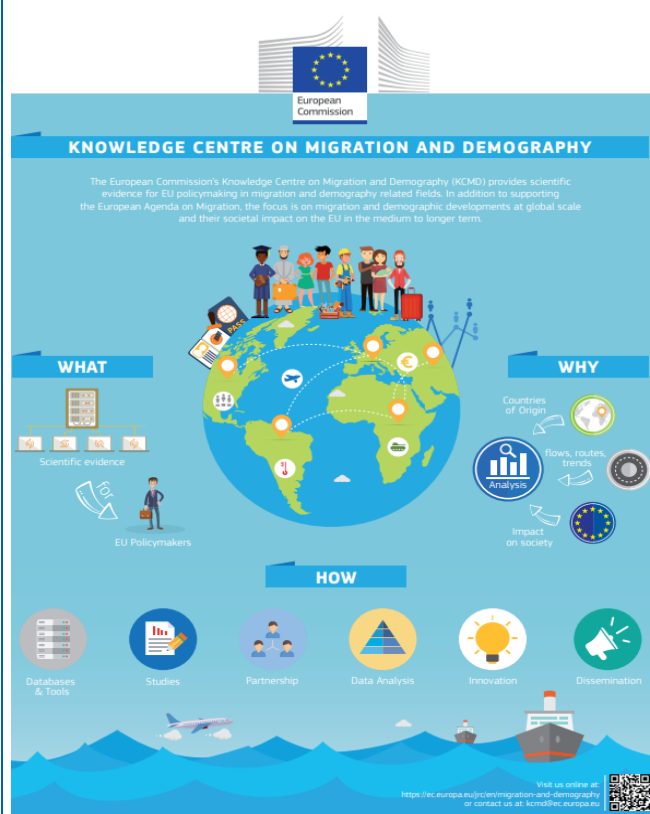 European
Commission
KNOWLEDGE CENTRE ON MIGRATION AND DEMOGRAPHY
The European Commission's Knowledge Centre on Migration and Demography (KCMD) provides scientific
evidence for EU policymaking in migration and demography related fields. In addition to supporting
the European Agenda on Migration, the focus is on migration and demographic developments at global scale
and their societal impact on the EU in the medium to longer term.
PASS
WHAT
Scientific evidence
for
EU Policymakers
WHY
Countries
of Origin
flows, routes,
trends
Analysis
Impact
on society
HOW
Databases
& Tools
Studies
Partnership
Data Analysis
Innovation
Dissemination
Visit us online at:
https://ec.europa.eu/jrc/en/migration-and-demography
or contact us at: kcmd@ec.europa.eu